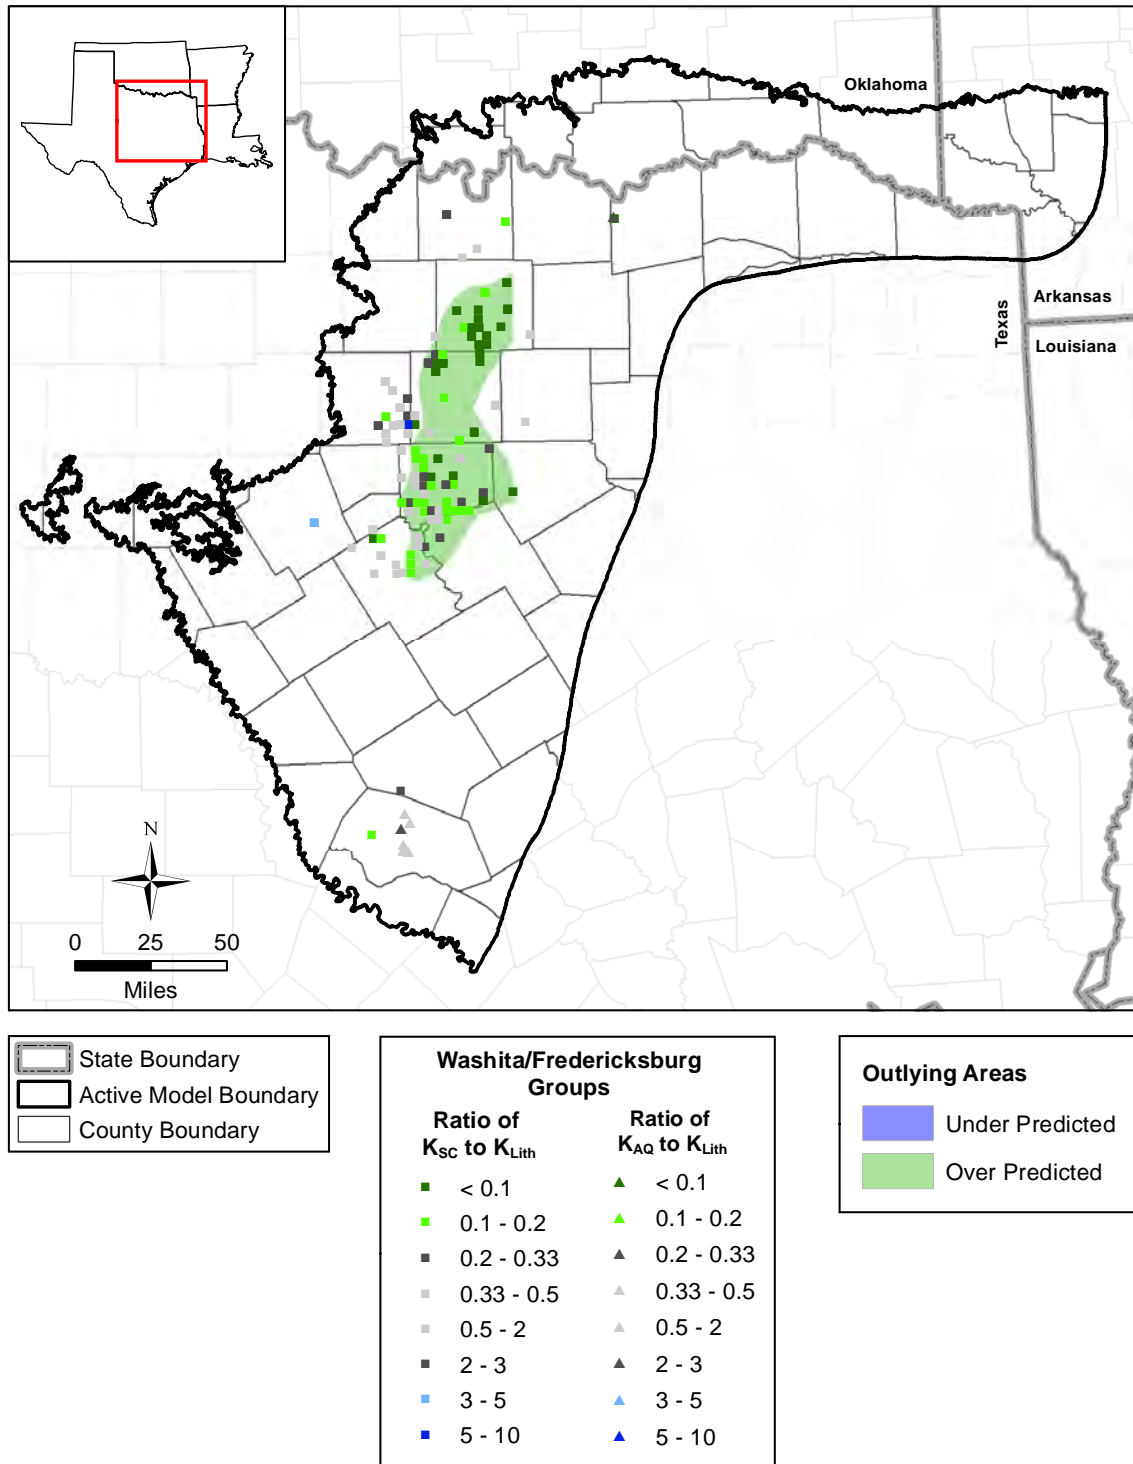 Oklahoma
Texas
Arkansas
Louisiana
N
0 25 50
Miles
State Boundary
Active Model Boundary
County Boundary
Washita/Fredericksburg
Groups
Ratio of Ratio of
K_SC to K_Lith K_AQ to K_Lith
< 0.1 < 0.1
0.1 - 0.2 0.1 - 0.2
0.2 - 0.33 0.2 - 0.33
0.33 - 0.5 0.33 - 0.5
0.5 - 2 0.5 - 2
2 - 3 2 - 3
3 - 5 3 - 5
5 - 10 5 - 10
Outlying Areas
Under Predicted
Over Predicted